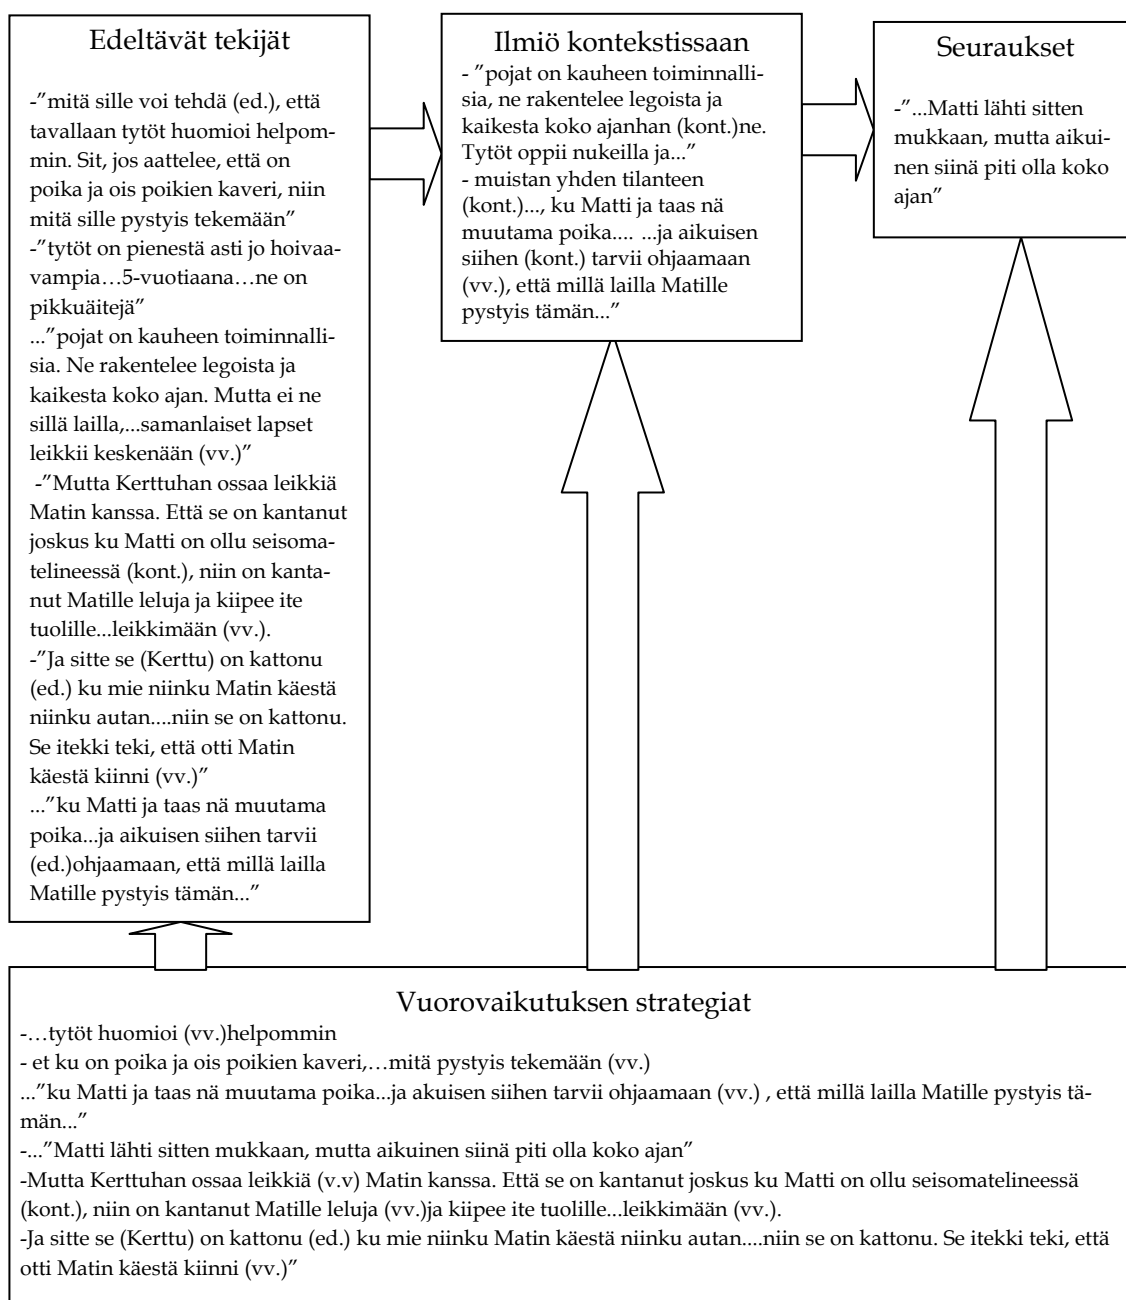 Edeltävät tekijät
-”mitä sille voi tehdä (ed.), että
tavallaan tytöt huomioi helpom-
min. Sit, jos aattelee, että on
poika ja ois poikien kaveri, niin
mitä sille pystyis tekemään”
-”tytöt on pienestä asti jo hoivaa-
vampia…5-vuotiaana…ne on
pikkuäitejä”
...”pojat on kauheen toiminnalli-
sia. Ne rakentelee legoista ja
kaikesta koko ajan. Mutta ei ne
sillä lailla,...samanlaiset lapset
leikkii keskenään (vv.)”
-”Mutta Kerttuhan ossaa leikkiä
Matin kanssa. Että se on kantanut
joskus ku Matti on ollu seisoma-
telineessä (kont.), niin on kanta-
nut Matille leluja ja kiipee ite
tuolille...leikkimään (vv.).
-”Ja sitte se (Kerttu) on kattonu
(ed.) ku mie niinku Matin käestä
niinku autan....niin se on kattonu.
Se itekki teki, että otti Matin
käestä kiinni (vv.)”
...”ku Matti ja taas nä muutama
poika...ja aikuisen siihen tarvii
(ed.)ohjaamaan, että millä lailla
Matille pystyis tämän...”
Ilmiö kontekstissaan
- ”pojat on kauheen toiminnalli-
sia, ne rakentelee legoista ja
kaikesta koko ajanhan (kont.)ne.
Tytöt oppii nukeilla ja...”
- muistan yhden tilanteen
(kont.)..., ku Matti ja taas nä
muutama poika.... ...ja aikuisen
siihen (kont.) tarvii ohjaamaan
(vv.), että millä lailla Matille
pystyis tämän...”
Seuraukset
-”...Matti lähti sitten
mukkaan, mutta aikui-
nen siinä piti olla koko
ajan”
Vuorovaikutuksen strategiat
-…tytöt huomioi (vv.)helpommin
- et ku on poika ja ois poikien kaveri,…mitä pystyis tekemään (vv.)
...”ku Matti ja taas nä muutama poika...ja akuisen siihen tarvii ohjaamaan (vv.) , että millä lailla Matille pystyis tä-
män...”
-...”Matti lähti sitten mukkaan, mutta aikuinen siinä piti olla koko ajan”
-Mutta Kerttuhan ossaa leikkiä (v.v) Matin kanssa. Että se on kantanut joskus ku Matti on ollu seisomatelineessä
(kont.), niin on kantanut Matille leluja (vv.)ja kiipee ite tuolille...leikkimään (vv.).
-Ja sitte se (Kerttu) on kattonu (ed.) ku mie niinku Matin käestä niinku autan....niin se on kattonu. Se itekki teki, että
otti Matin käestä kiinni (vv.)”